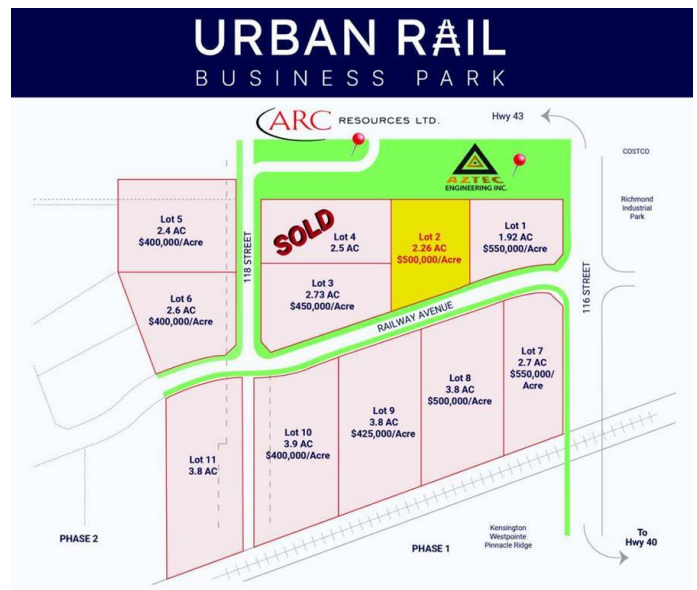 URBAN RAIL
BUSINESS PARK
ARC RESOURCES LTD.
Hwy 43
COSTCO
AZTEC
ENGINEERING INC.
Richmond
Industrial
Park
Lot 5
2.4 AC
$400,000/Acre
118 STREET
SOLD
Lot 4
2.5 AC
Lot 2
2.26 AC
$500,000/Acre
Lot 1
1.92 AC
$550,000/Acre
Lot 6
2.6 AC
$400,000/Acre
Lot 3
2.73 AC
$450,000/Acre
116 STREET
RAILWAY AVENUE
Lot 7
2.7 AC
$550,000/
Acre
Lot 8
3.8 AC
$500,000/Acre
Lot 9
3.8 AC
$425,000/Acre
Lot 10
3.9 AC
$400,000/Acre
Lot 11
3.8 AC
PHASE 2
PHASE 1
Kensington
Westpointe
Pinnacle Ridge
To
Hwy 40